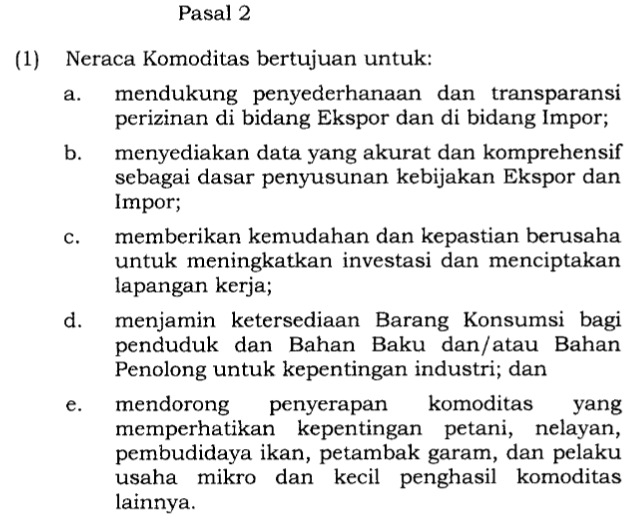 Pasal 2
(1) Neraca Komoditas bertujuan untuk:
a. mendukung penyederhanaan dan transparansi
perizinan di bidang Ekspor dan di bidang Impor;
b. menyediakan data yang akurat dan komprehensif
sebagai dasar penyusunan kebijakan Ekspor dan
Impor;
c. memberikan kemudahan dan kepastian berusaha
untuk meningkatkan investasi dan menciptakan
lapangan kerja;
d. menjamin ketersediaan Barang Konsumsi bagi
penduduk dan Bahan Baku dan/atau Bahan
Penolong untuk kepentingan industri; dan
e. mendorong penyerapan komoditas yang
memperhatikan kepentingan petani, nelayan,
pembudidaya ikan, petambak garam, dan pelaku
usaha mikro dan kecil penghasil komoditas
lainnya.